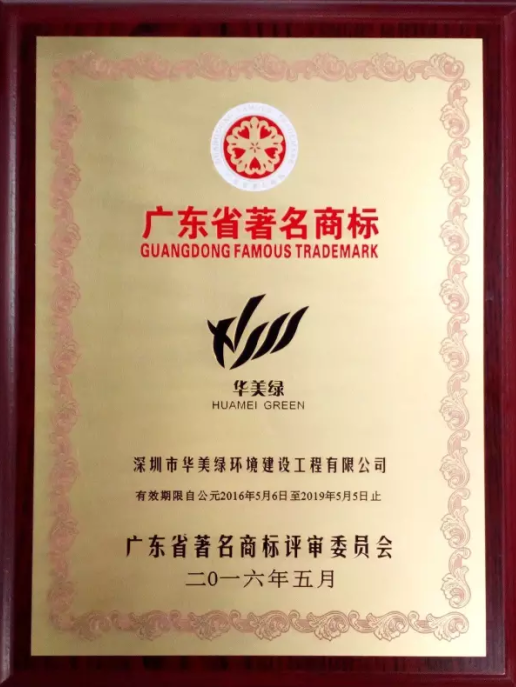 广东省著名商标
GUANGDONG FAMOUS TRADEMARK
华美绿
HUAMEI GREEN
深圳市华美绿环境建设工程有限公司
有效期限自公元2016年5月6日至2019年5月5日止
广东省著名商标评审委员会
二0一六年五月